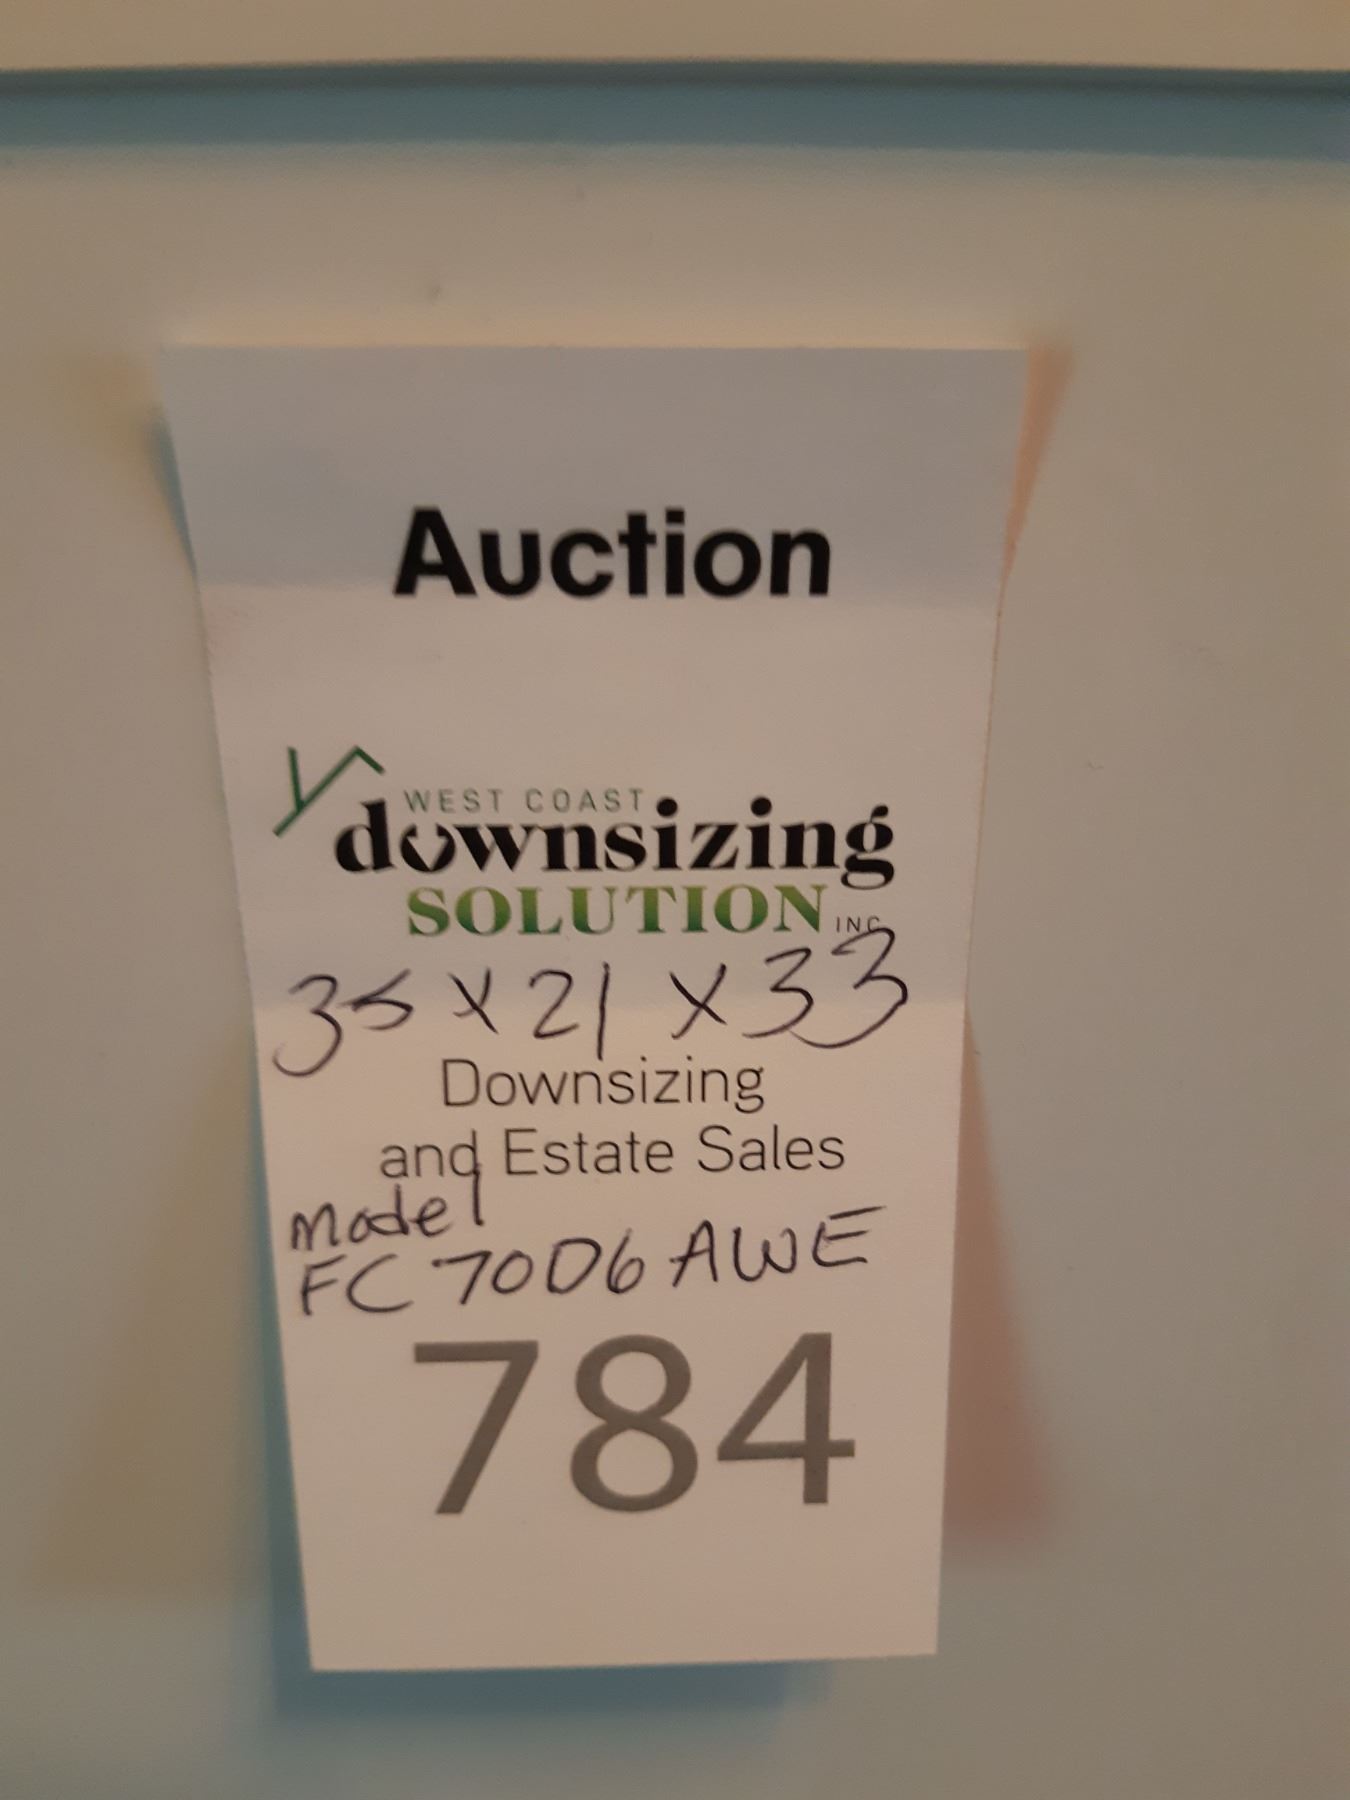 Auction
WEST COAST
downsizing
SOLUTION INC.
35 x 21 x 33
Downsizing
and Estate Sales
Model
FC 7006 AWE
784